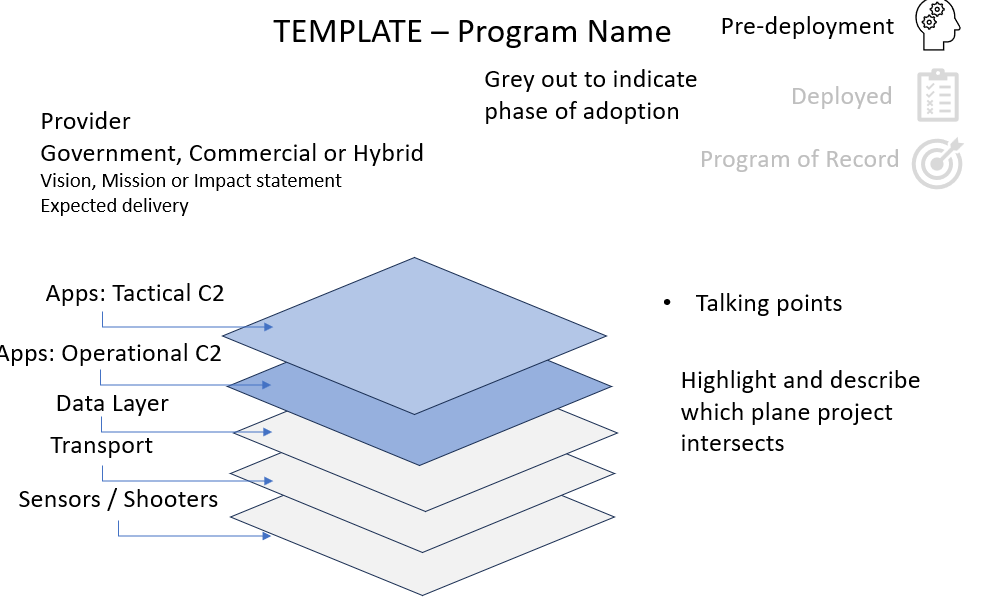 TEMPLATE – Program Name
Pre-deployment
Grey out to indicate
phase of adoption
Deployed
Program of Record
Provider
Government, Commercial or Hybrid
Vision, Mission or Impact statement
Expected delivery
Apps: Tactical C2
Apps: Operational C2
Data Layer
Transport
Sensors / Shooters
• Talking points
Highlight and describe
which plane project
intersects